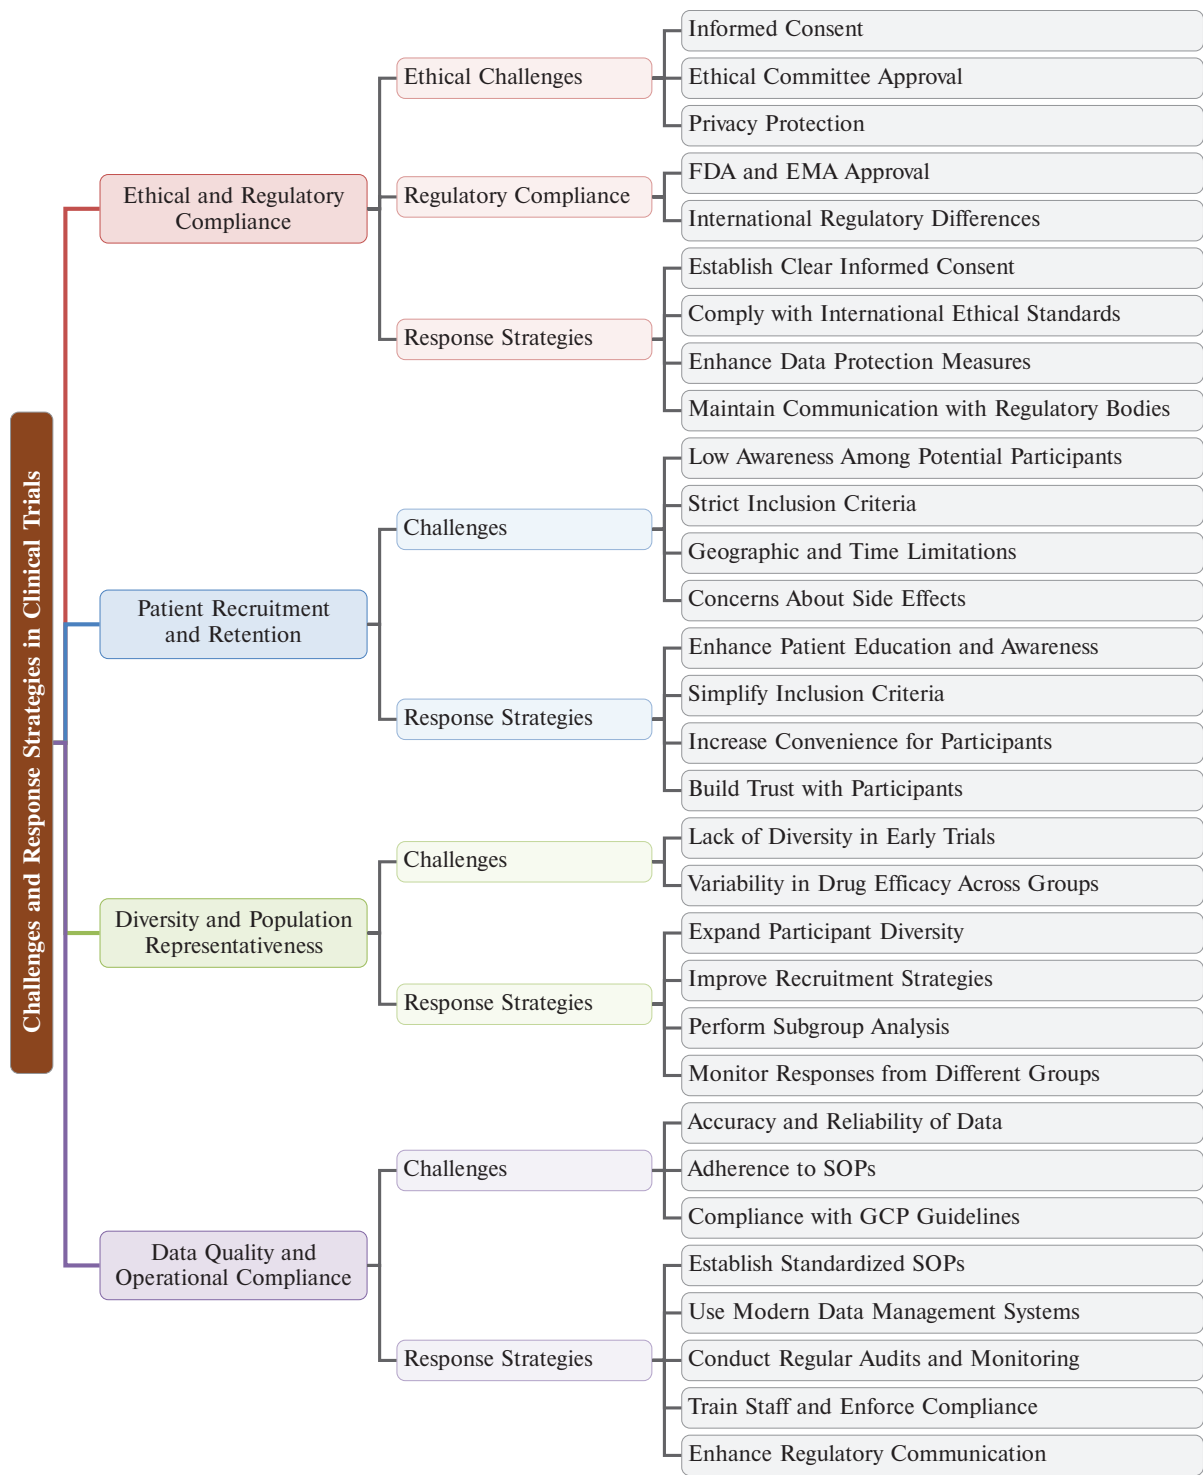 Challenges and Response Strategies in Clinical Trials
Ethical and Regulatory
Compliance
Ethical Challenges
Informed Consent
Ethical Committee Approval
Privacy Protection
Regulatory Compliance
FDA and EMA Approval
International Regulatory Differences
Response Strategies
Establish Clear Informed Consent
Comply with International Ethical Standards
Enhance Data Protection Measures
Maintain Communication with Regulatory Bodies
Patient Recruitment
and Retention
Challenges
Low Awareness Among Potential Participants
Strict Inclusion Criteria
Geographic and Time Limitations
Concerns About Side Effects
Response Strategies
Enhance Patient Education and Awareness
Simplify Inclusion Criteria
Increase Convenience for Participants
Build Trust with Participants
Diversity and Population
Representativeness
Challenges
Lack of Diversity in Early Trials
Variability in Drug Efficacy Across Groups
Response Strategies
Expand Participant Diversity
Improve Recruitment Strategies
Perform Subgroup Analysis
Monitor Responses from Different Groups
Data Quality and
Operational Compliance
Challenges
Accuracy and Reliability of Data
Adherence to SOPs
Compliance with GCP Guidelines
Response Strategies
Establish Standardized SOPs
Use Modern Data Management Systems
Conduct Regular Audits and Monitoring
Train Staff and Enforce Compliance
Enhance Regulatory Communication